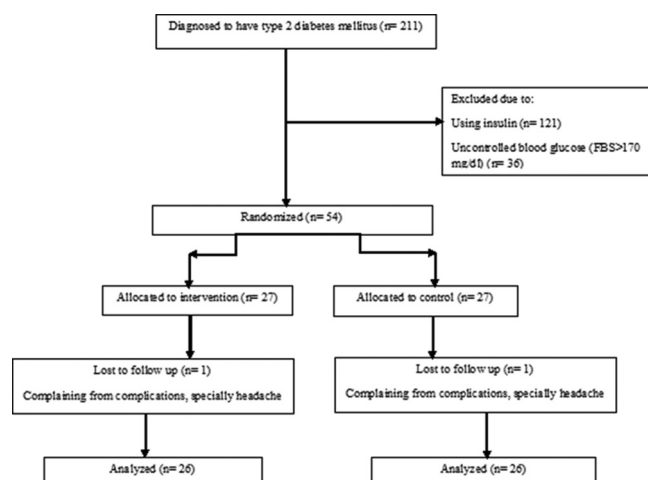 Diagnosed to have type 2 diabetes mellitus (n= 211)
Excluded due to:
Using insulin (n= 121)
Uncontrolled blood glucose (FBS>170
mg/dl) (n= 36)
Randomized (n= 54)
Allocated to intervention (n= 27)
Allocated to control (n= 27)
Lost to follow up (n= 1)
Complaining from complications, specially headache
Lost to follow up (n= 1)
Complaining from complications, specially headache
Analyzed (n= 26)
Analyzed (n= 26)